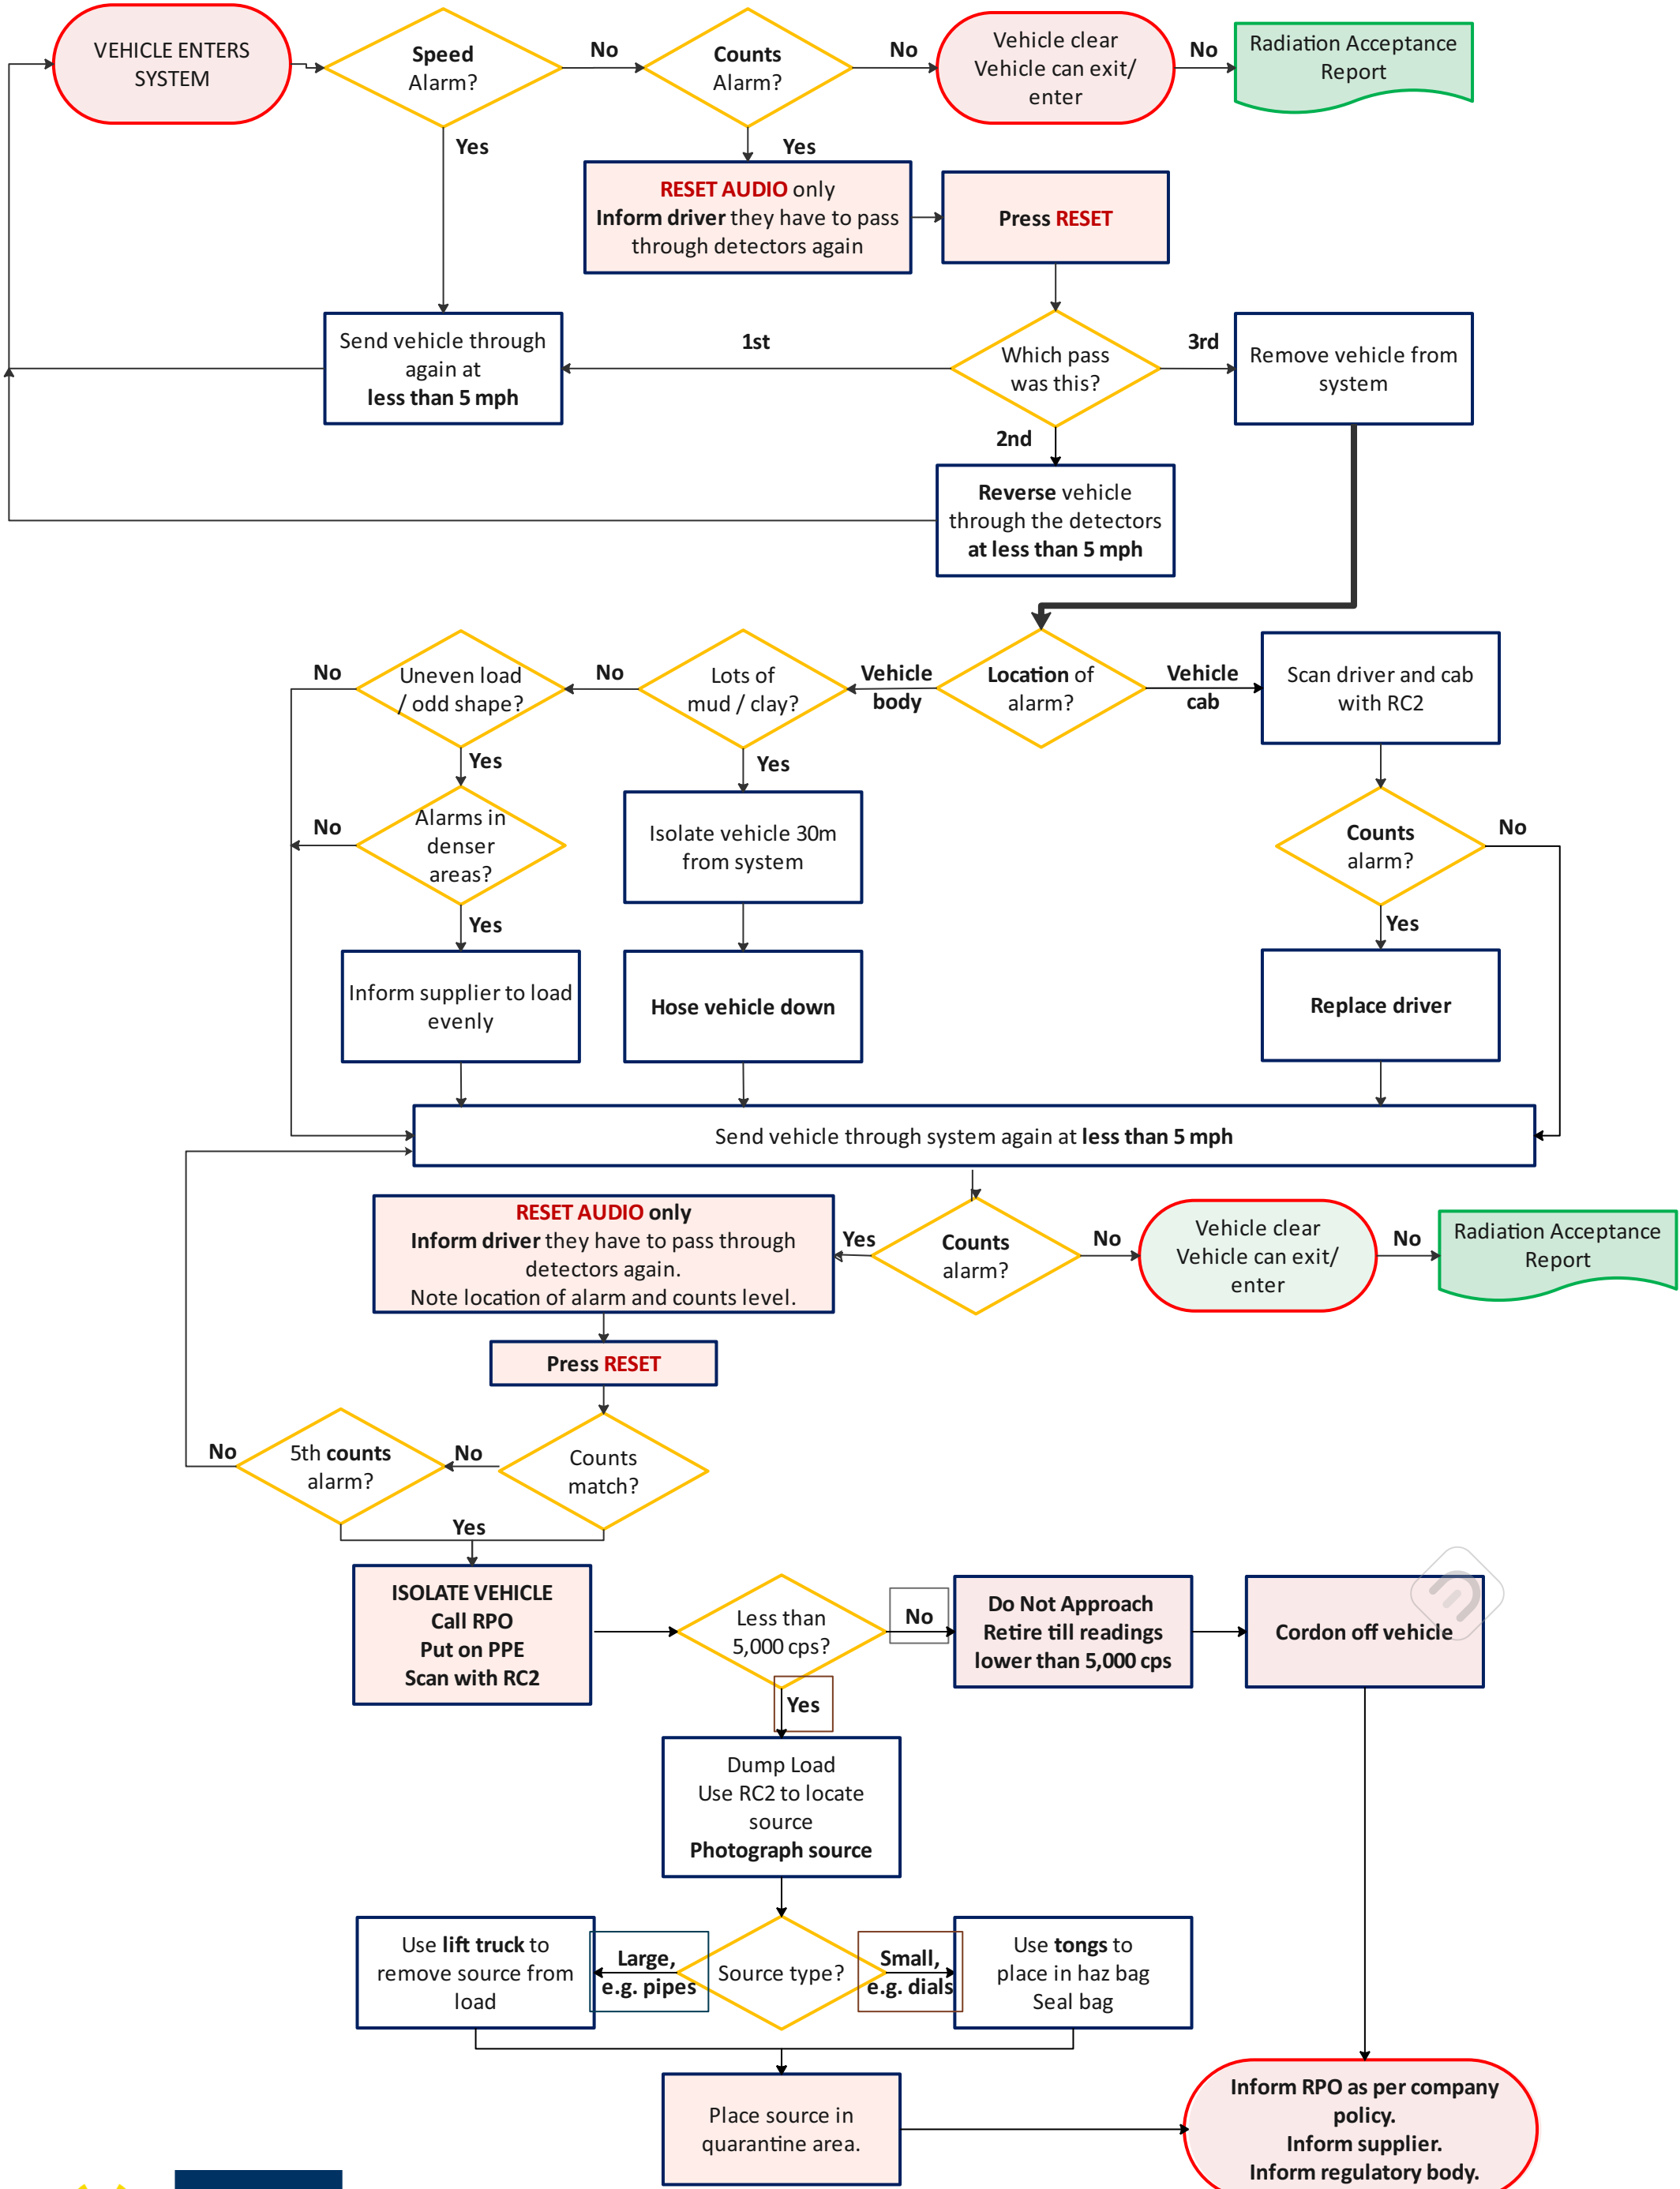 VEHICLE ENTERS
SYSTEM
Speed
Alarm?
No
Counts
Alarm?
No
Vehicle clear
Vehicle can exit/
enter
No
Radiation Acceptance
Report
Yes
Yes
RESET AUDIO only
Inform driver they have to pass
through detectors again
Press RESET
Send vehicle through
again at
less than 5 mph
1st
Which pass
was this?
3rd
Remove vehicle from
system
2nd
Reverse vehicle
through the detectors
at less than 5 mph
No
Uneven load
/ odd shape?
No
Lots of
mud / clay?
Vehicle
body
Location of
alarm?
Vehicle
cab
Scan driver and cab
with RC2
Yes
Yes
No
Alarms in
denser
areas?
Isolate vehicle 30m
from system
Counts
alarm?
No
Yes
Yes
Inform supplier to load
evenly
Hose vehicle down
Replace driver
Send vehicle through system again at less than 5 mph
RESET AUDIO only
Inform driver they have to pass through
detectors again.
Note location of alarm and counts level.
Yes
Counts
alarm?
No
Vehicle clear
Vehicle can exit/
enter
No
Radiation Acceptance
Report
Press RESET
No
5th counts
alarm?
No
Counts
match?
Yes
ISOLATE VEHICLE
Call RPO
Put on PPE
Scan with RC2
Less than
5,000 cps?
No
Do Not Approach
Retire till readings
lower than 5,000 cps
Cordon off vehicle
Yes
Dump Load
Use RC2 to locate
source
Photograph source
Use lift truck to
remove source from
load
Large,
e.g. pipes
Source type?
Small,
e.g. dials
Use tongs to
place in haz bag
Seal bag
Place source in
quarantine area.
Inform RPO as per company
policy.
Inform supplier.
Inform regulatory body.